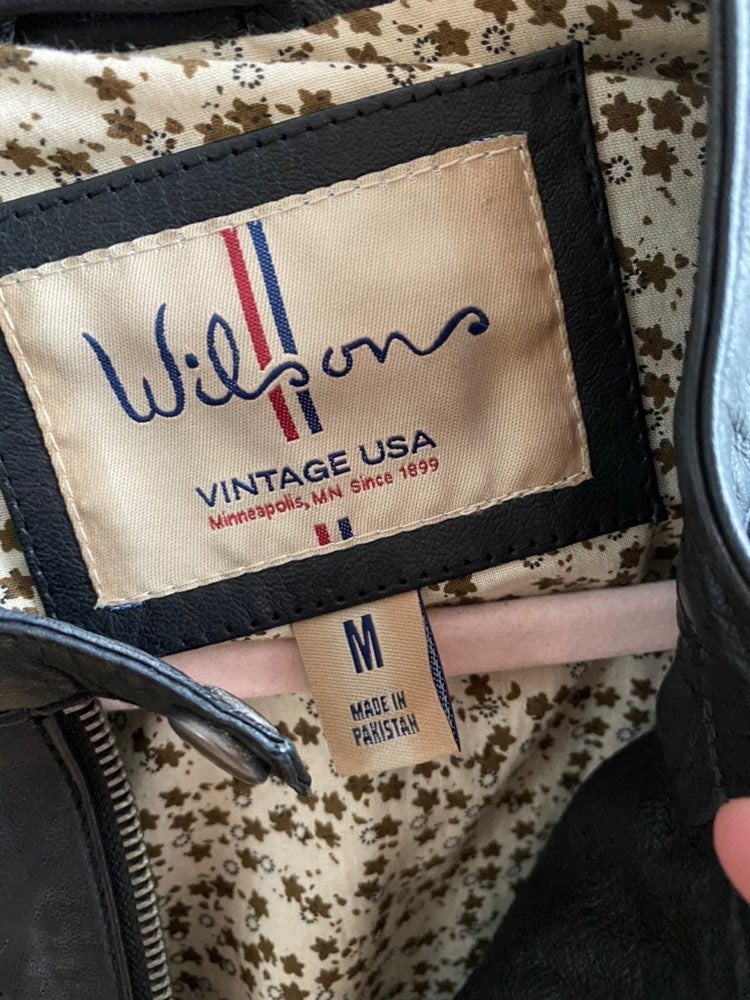 Wilsons
VINTAGE USA
Minneapolis, MN Since 1899
M
MADE IN
PAKISTAN